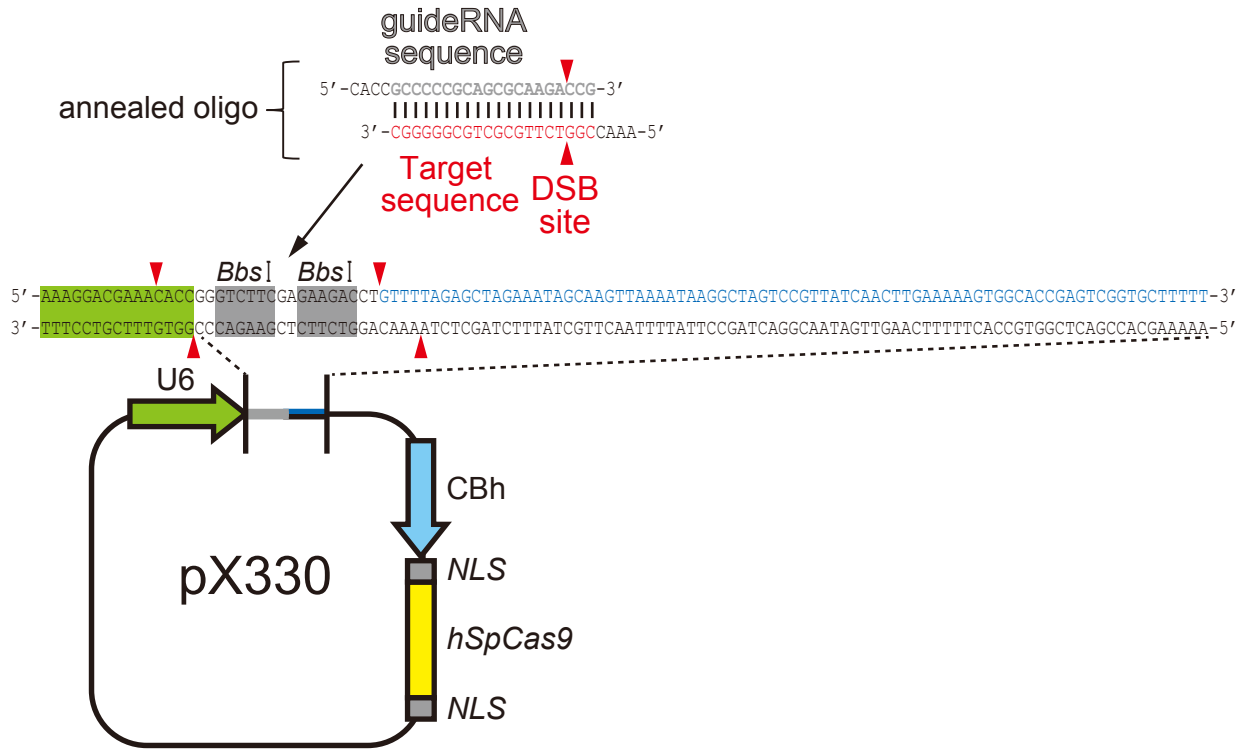 guideRNA
sequence
5′-CACCGCCCCCGCAGCGCAAGACCG-3′
annealed oligo
3′-CGGGGGCGTCGCGTTCTGGCCAAA-5′
Target
sequence
DSB
site
BbsI BbsI
5′-AAAGGACGAAACACCGGGTCTTCGAGAAGACCTGTTTTAGAGCTAGAAATAGCAAGTTAAAATAAGGCTAGTCCGTTATCAACTTGAAAAAGTGGCACCGAGTCGGTGCTTTTT-3′
3′-TTTCCTGCTTTGTGGCCCAGAAGCTCTTCTGGACAAAATCTCGATCTTTATCGTTCAATTTTATTCCGATCAGGCAATAGTTGAACTTTTTCACCGTGGCTCAGCCACGAAAAA-5′
U6
CBh
pX330
NLS
hSpCas9
NLS